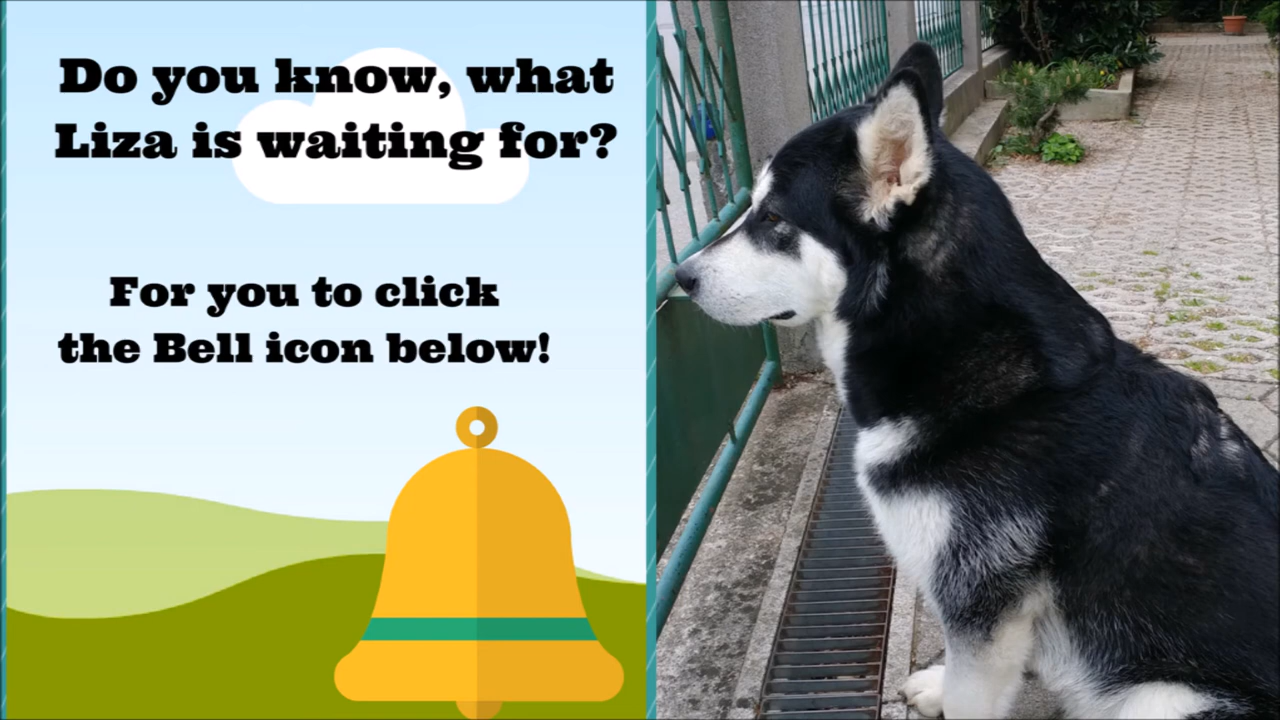 Do you know, what
Liza is waiting for?
For you to click
the Bell icon below!